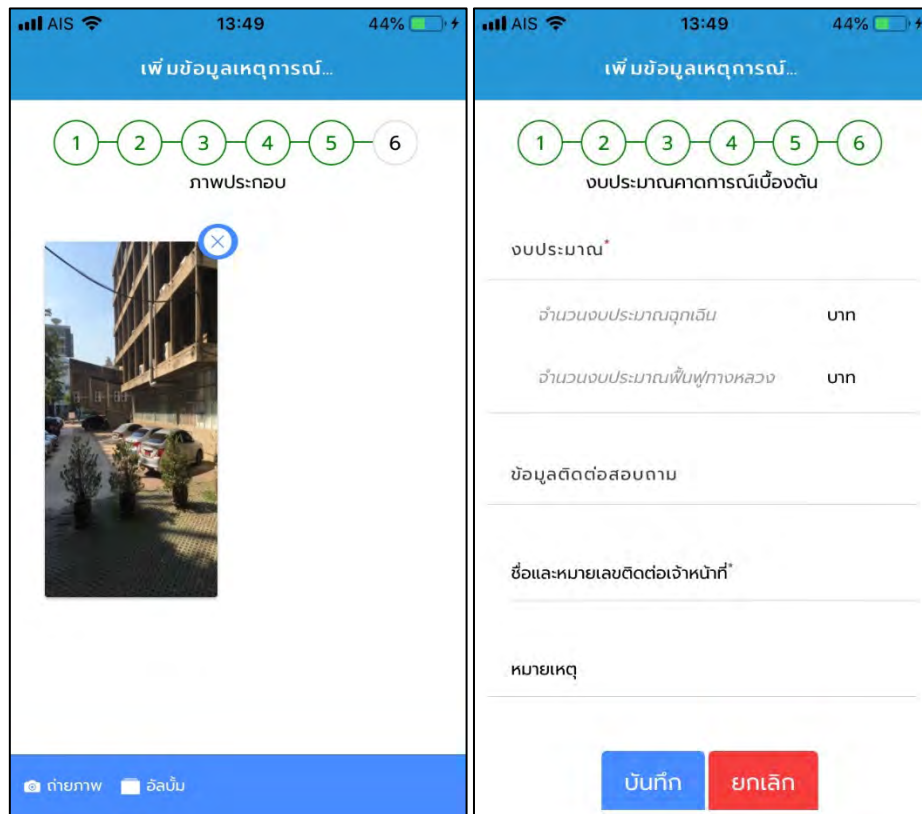 AIS 13:49 44%
เพิ่มข้อมูลเหตุการณ์...
1 2 3 4 5 6
ภาพประกอบ
ถ่ายภาพ อัลบั้ม
AIS 13:49 44%
เพิ่มข้อมูลเหตุการณ์...
1 2 3 4 5 6
งบประมาณคาดการณ์เบื้องต้น
งบประมาณ*
จำนวนงบประมาณฉุกเฉิน บาท
จำนวนงบประมาณฟื้นฟูทางหลวง บาท
ข้อมูลติดต่อสอบถาม
ชื่อและหมายเลขติดต่อเจ้าหน้าที่*
หมายเหตุ
บันทึก ยกเลิก